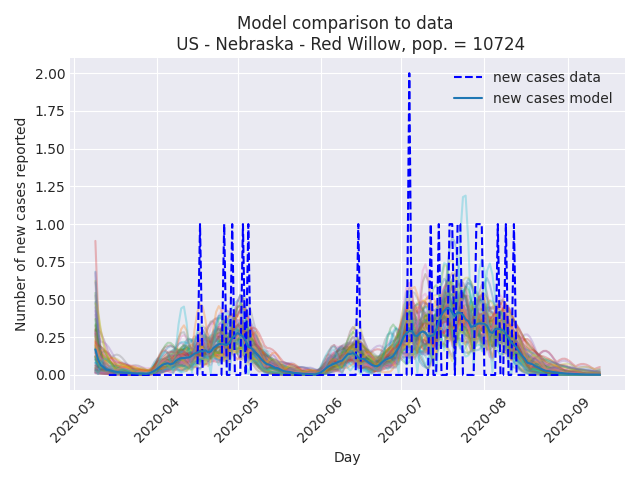 Model comparison to data
US - Nebraska - Red Willow, pop. = 10724
new cases data
new cases model
Number of new cases reported
2.00
1.75
1.50
1.25
1.00
0.75
0.50
0.25
0.00
2020-03
2020-04
2020-05
2020-06
2020-07
2020-08
2020-09
Day